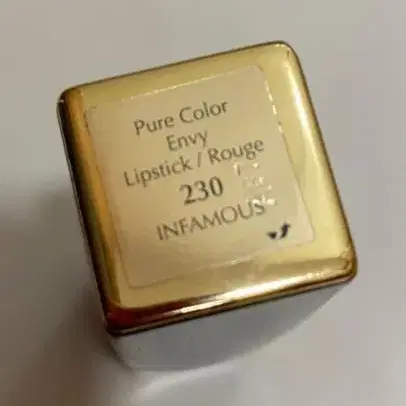 Pure Color
Envy
Lipstick / Rouge
230
INFAMOUS